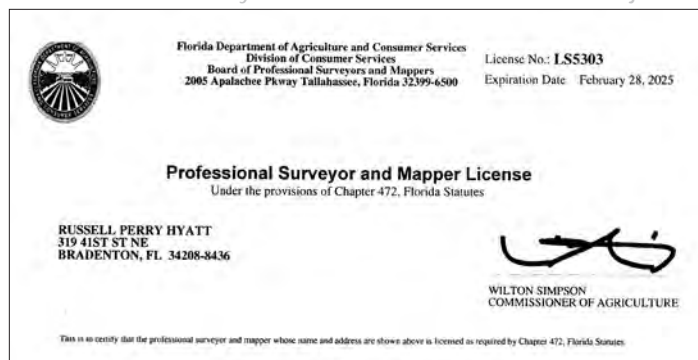 Florida Department of Agriculture and Consumer Services
Division of Consumer Services
Board of Professional Surveyors and Mappers
2005 Apalachee Pkway Tallahassee, Florida 32399-6500
License No.: LS5303
Expiration Date February 28, 2025
Professional Surveyor and Mapper License
Under the provisions of Chapter 472, Florida Statutes
RUSSELL PERRY HYATT
319 41ST ST NE
BRADENTON, FL 34208-8436
WILTON SIMPSON
COMMISSIONER OF AGRICULTURE
This is to certify that the professional surveyor and mapper whose name and address are shown above is licensed as required by Chapter 472, Florida Statutes